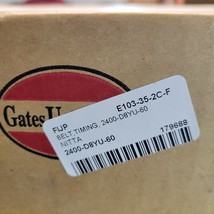 Gates
E103-35-2C-F
FIJP
BELT,TIMING, 2400-D8YU-60
NITTA
2400-D8YU-60
179688